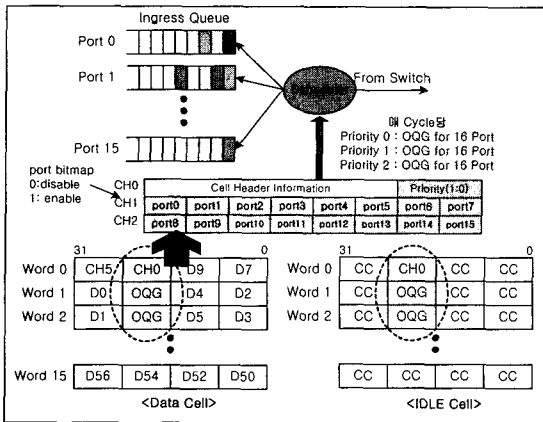 Ingress Queue
Port 0
Port 1
Port 15
From Switch
매 Cycle당
Priority 0 : OQG for 16 Port
Priority 1 : OQG for 16 Port
Priority 2 : OQG for 16 Port
port bitmap
0:disable
1: enable
CH0 Cell Header Information Priority(1:0)
CH1 port0 port1 port2 port3 port4 port5 port6 port7
CH2 port8 port9 port10 port11 port12 port13 port14 port15
31 0
Word 0 CH5 CH0 D9 D7
Word 1 D0 OQG D4 D2
Word 2 D1 OQG D5 D3
Word 15 D56 D54 D52 D50
<Data Cell>
31 0
Word 0 CC CH0 CC CC
Word 1 CC OQG CC CC
Word 2 CC OQG CC CC
CC CC CC CC
<IDLE Cell>